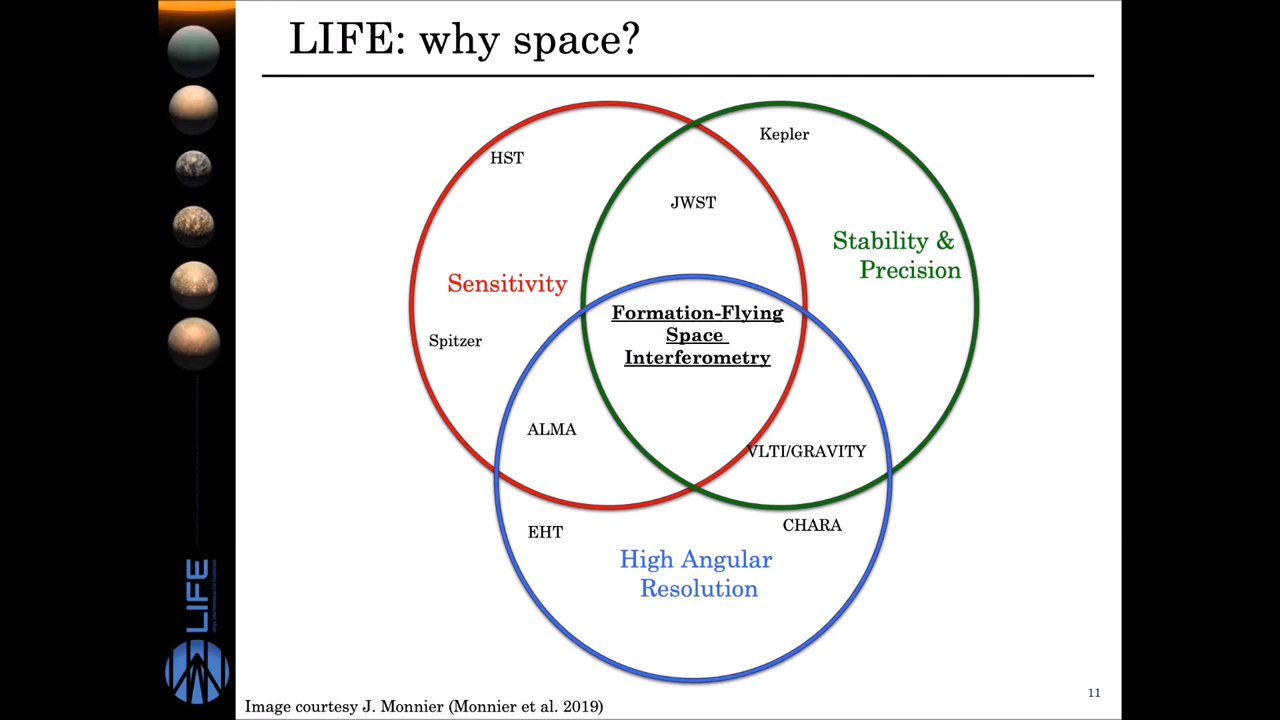 LIFE: why space?
Kepler
HST
JWST
Stability &
Precision
Sensitivity
Formation-Flying
Space
Interferometry
Spitzer
ALMA
VLTI/GRAVITY
CHARA
EHT
High Angular
Resolution
LIFE
11
Image courtesy J. Monnier (Monnier et al. 2019)